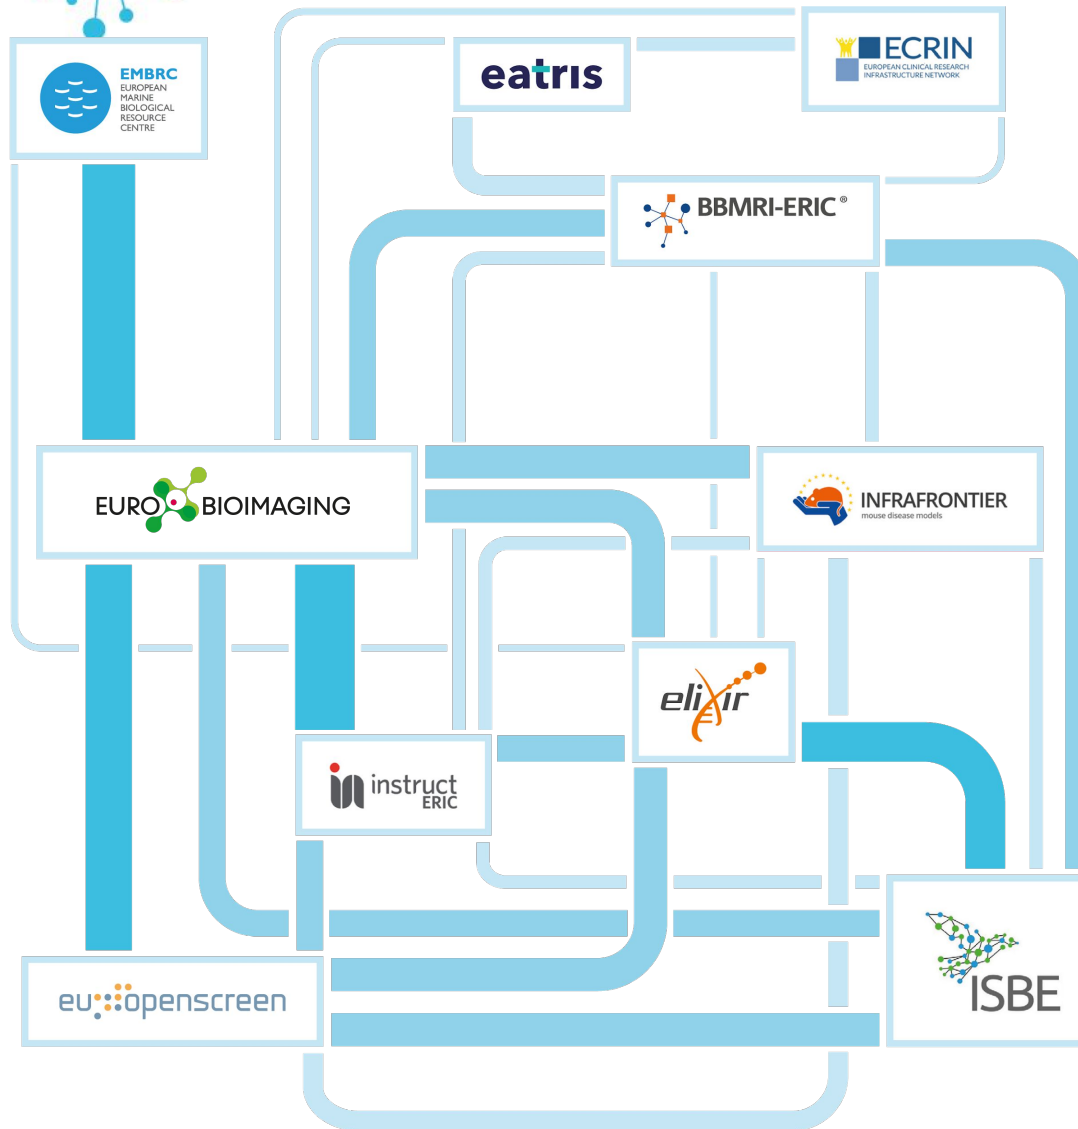 EMBRC
EUROPEAN
MARINE
BIOLOGICAL
RESOURCE
CENTRE
eatris
ECRIN
EUROPEAN CLINICAL RESEARCH
INFRASTRUCTURE NETWORK
BBMRI-ERIC®
EURO BIOIMAGING
INFRAFRONTIER
mouse disease models
elixir
instruct
ERIC
eu openscreen
ISBE